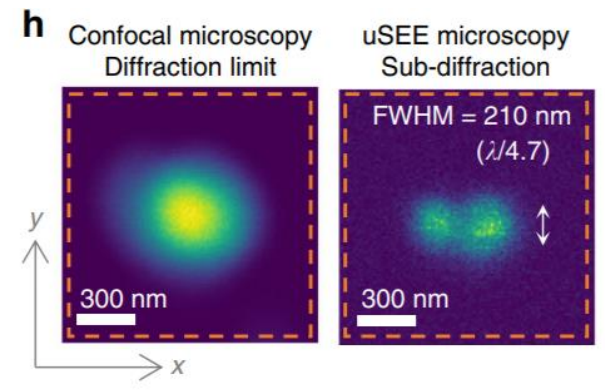 h
Confocal microscopy
Diffraction limit
uSEE microscopy
Sub-diffraction
FWHM = 210 nm
(λ/4.7)
y
300 nm
300 nm
x